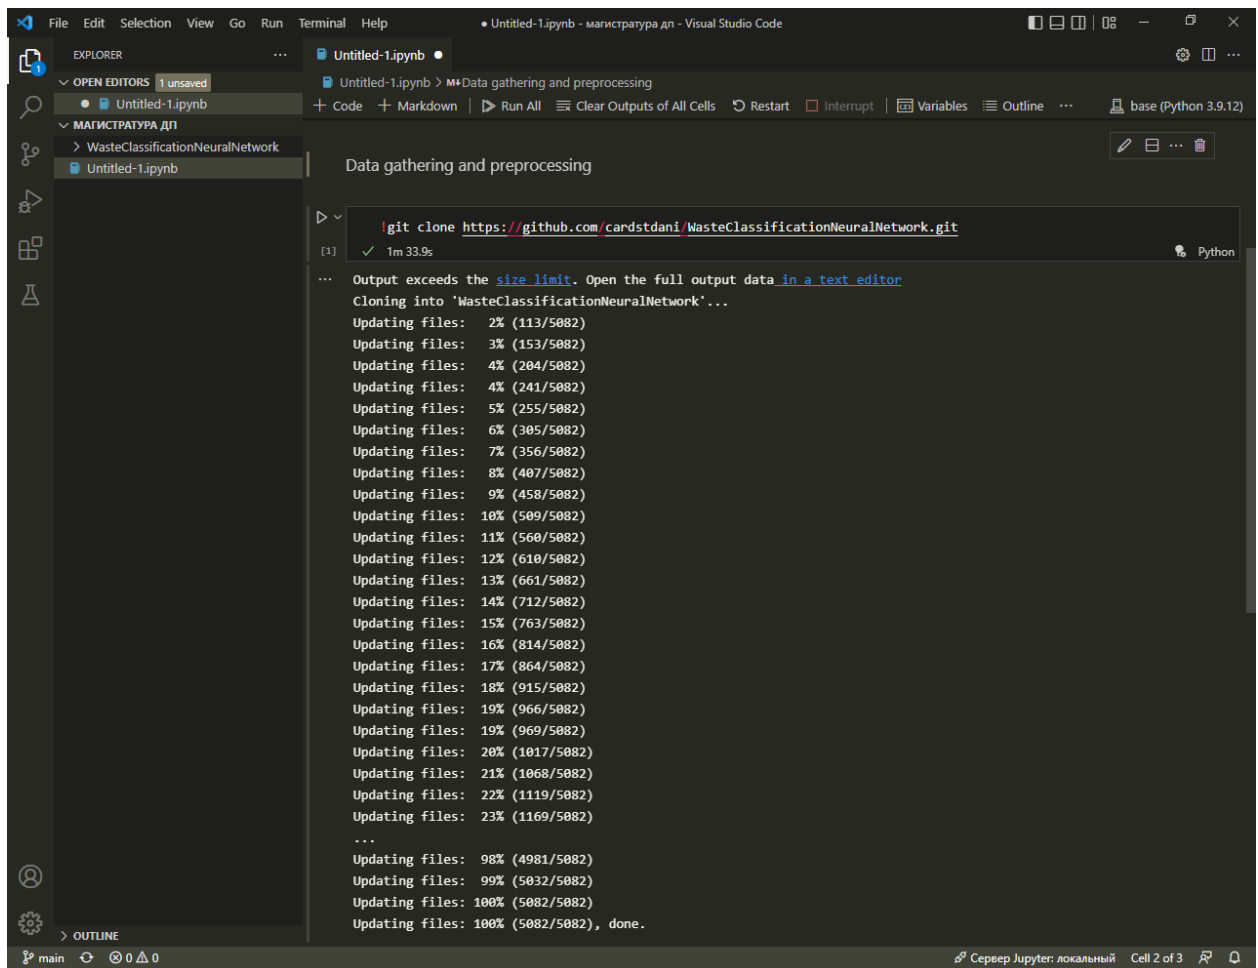 File Edit Selection View Go Run Terminal Help
● Untitled-1.ipynb - магистратура дп - Visual Studio Code
EXPLORER
OPEN EDITORS 1 unsaved
Untitled-1.ipynb
МАГИСТРАТУРА ДП
WasteClassificationNeuralNetwork
Untitled-1.ipynb
OUTLINE
Untitled-1.ipynb ●
Untitled-1.ipynb > M↓Data gathering and preprocessing
+ Code + Markdown | Run All Clear Outputs of All Cells Restart Interrupt | Variables Outline ... base (Python 3.9.12)
Data gathering and preprocessing
!git clone https://github.com/cardstdani/WasteClassificationNeuralNetwork.git
[1] ✓ 1m 33.9s Python
... Output exceeds the size limit. Open the full output data in a text editor
Cloning into 'WasteClassificationNeuralNetwork'...
Updating files: 2% (113/5082)
Updating files: 3% (153/5082)
Updating files: 4% (204/5082)
Updating files: 4% (241/5082)
Updating files: 5% (255/5082)
Updating files: 6% (305/5082)
Updating files: 7% (356/5082)
Updating files: 8% (407/5082)
Updating files: 9% (458/5082)
Updating files: 10% (509/5082)
Updating files: 11% (560/5082)
Updating files: 12% (610/5082)
Updating files: 13% (661/5082)
Updating files: 14% (712/5082)
Updating files: 15% (763/5082)
Updating files: 16% (814/5082)
Updating files: 17% (864/5082)
Updating files: 18% (915/5082)
Updating files: 19% (966/5082)
Updating files: 19% (969/5082)
Updating files: 20% (1017/5082)
Updating files: 21% (1068/5082)
Updating files: 22% (1119/5082)
Updating files: 23% (1169/5082)
...
Updating files: 98% (4981/5082)
Updating files: 99% (5032/5082)
Updating files: 100% (5082/5082)
Updating files: 100% (5082/5082), done.
1
main 0 0 Сервер Jupyter: локальный Cell 2 of 3